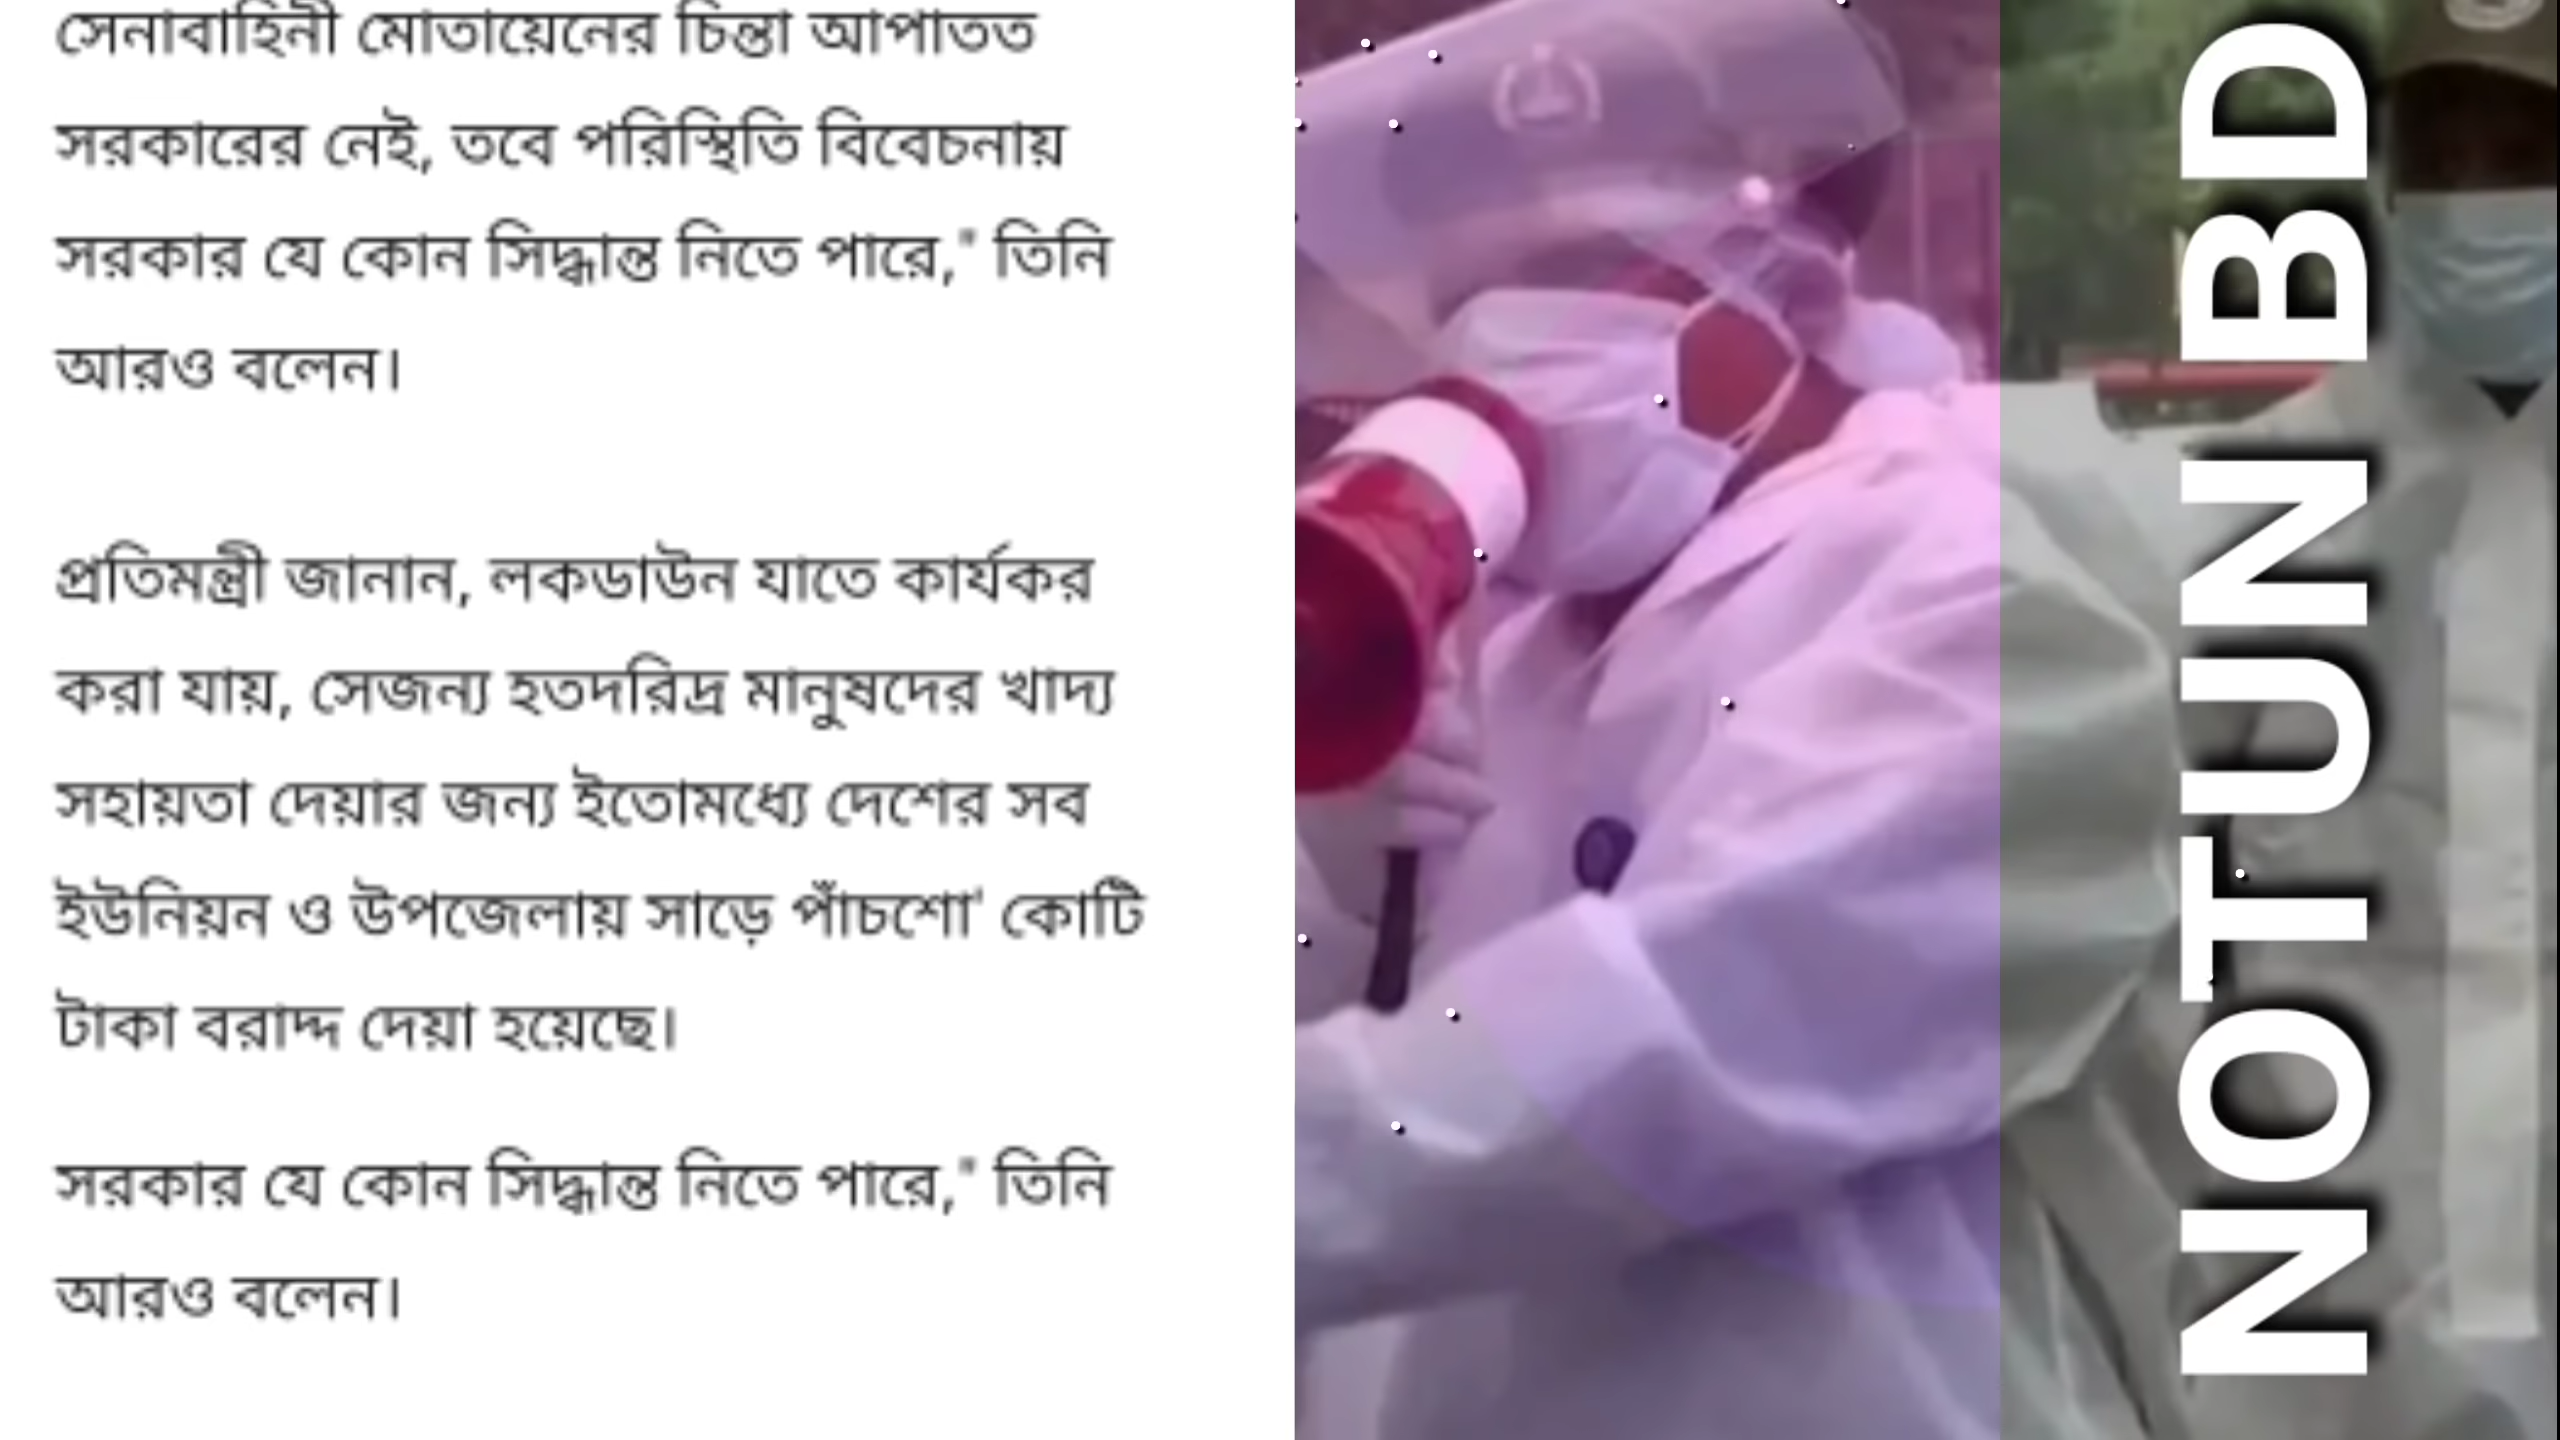 সেনাবাহিনী মোতায়েনের চিন্তা আপাতত
সরকারের নেই, তবে পরিস্থিতি বিবেচনায়
সরকার যে কোন সিদ্ধান্ত নিতে পারে," তিনি
আরও বলেন।
প্রতিমন্ত্রী জানান, লকডাউন যাতে কার্যকর
করা যায়, সেজন্য হতদরিদ্র মানুষদের খাদ্য
সহায়তা দেয়ার জন্য ইতোমধ্যে দেশের সব
ইউনিয়ন ও উপজেলায় সাড়ে পাঁচশো' কোটি
টাকা বরাদ্দ দেয়া হয়েছে।
সরকার যে কোন সিদ্ধান্ত নিতে পারে," তিনি
আরও বলেন।
NOTUN BD